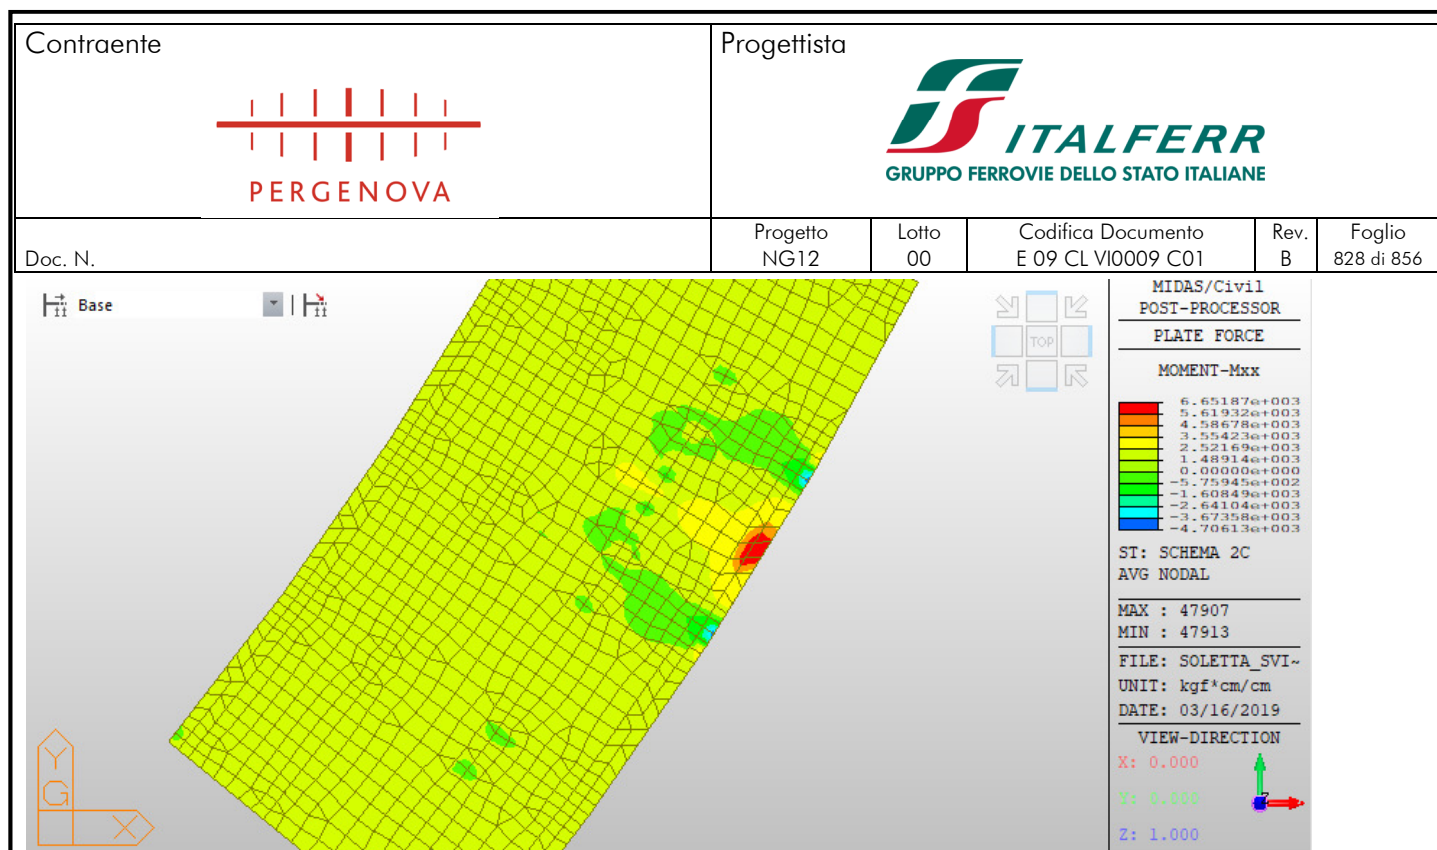 Contraente
Progettista
PERGENOVA
ITALFERR
GRUPPO FERROVIE DELLO STATO ITALIANE
Doc. N.
Progetto
NG12
Lotto
00
Codifica Documento
E 09 CL VI0009 C01
Rev.
B
Foglio
828 di 856
Base
TOP
MIDAS/Civil
POST-PROCESSOR
PLATE FORCE
MOMENT-Mxx
6.65187e+003
5.61932e+003
4.58678e+003
3.55423e+003
2.52169e+003
1.48914e+003
0.00000e+000
-5.75945e+002
-1.60849e+003
-2.64104e+003
-3.67358e+003
-4.70613e+003
ST: SCHEMA 2C
AVG NODAL
MAX : 47907
MIN : 47913
FILE: SOLETTA_SVI~
UNIT: kgf*cm/cm
DATE: 03/16/2019
VIEW-DIRECTION
X: 0.000
Y: 0.000
Z: 1.000
Z
Y
G
X